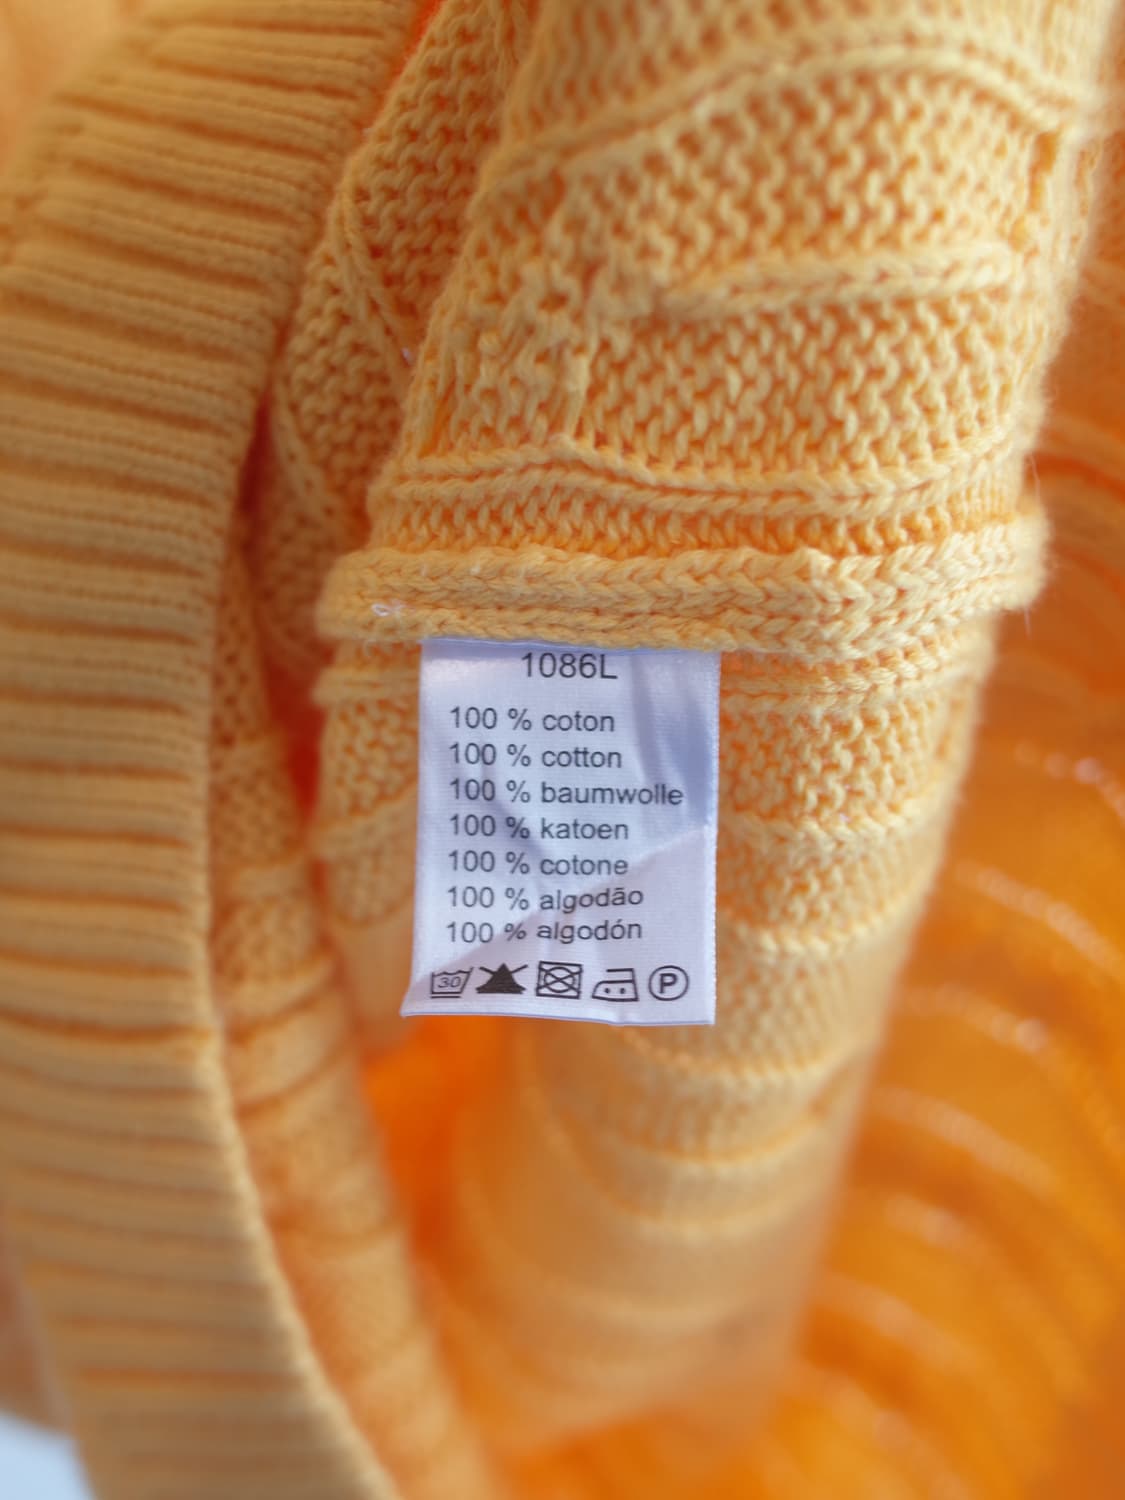 1086L
100 % coton
100 % cotton
100 % baumwolle
100 % katoen
100 % cotone
100 % algodão
100 % algodón
30 P